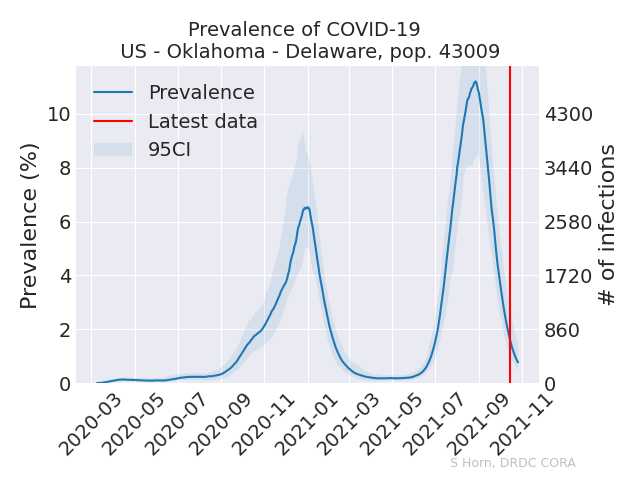 Prevalence of COVID-19
US - Oklahoma - Delaware, pop. 43009
Prevalence
Latest data
95CI
Prevalence (%)
10
8
6
4
2
0
4300
3440
2580
1720
860
0
# of infections
2020-03
2020-05
2020-07
2020-09
2020-11
2021-01
2021-03
2021-05
2021-07
2021-09
2021-11
S Horn, DRDC CORA